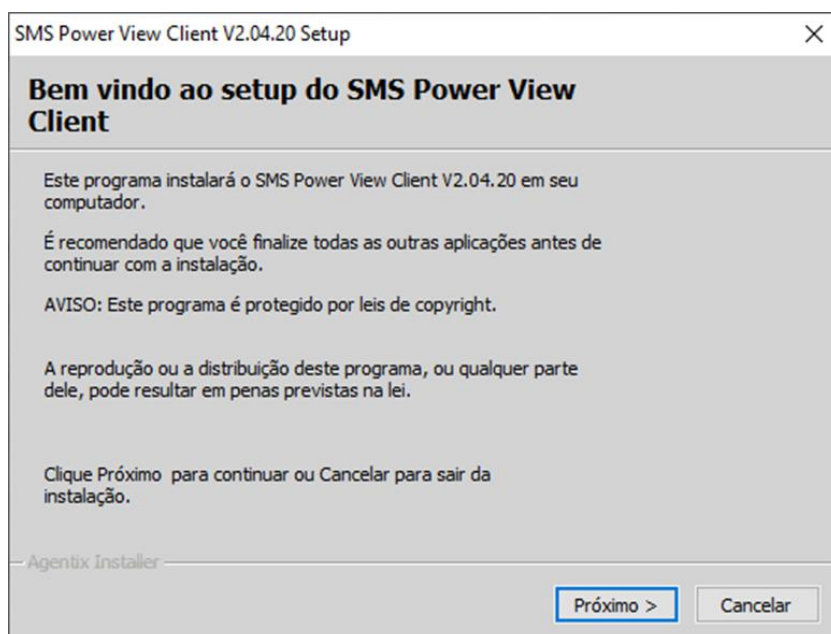 SMS Power View Client V2.04.20 Setup
Bem vindo ao setup do SMS Power View
Client
Este programa instalará o SMS Power View Client V2.04.20 em seu
computador.
É recomendado que você finalize todas as outras aplicações antes de
continuar com a instalação.
AVISO: Este programa é protegido por leis de copyright.
A reprodução ou a distribuição deste programa, ou qualquer parte
dele, pode resultar em penas previstas na lei.
Clique Próximo  para continuar ou Cancelar para sair da
instalação.
Agentix Installer
Próximo > Cancelar